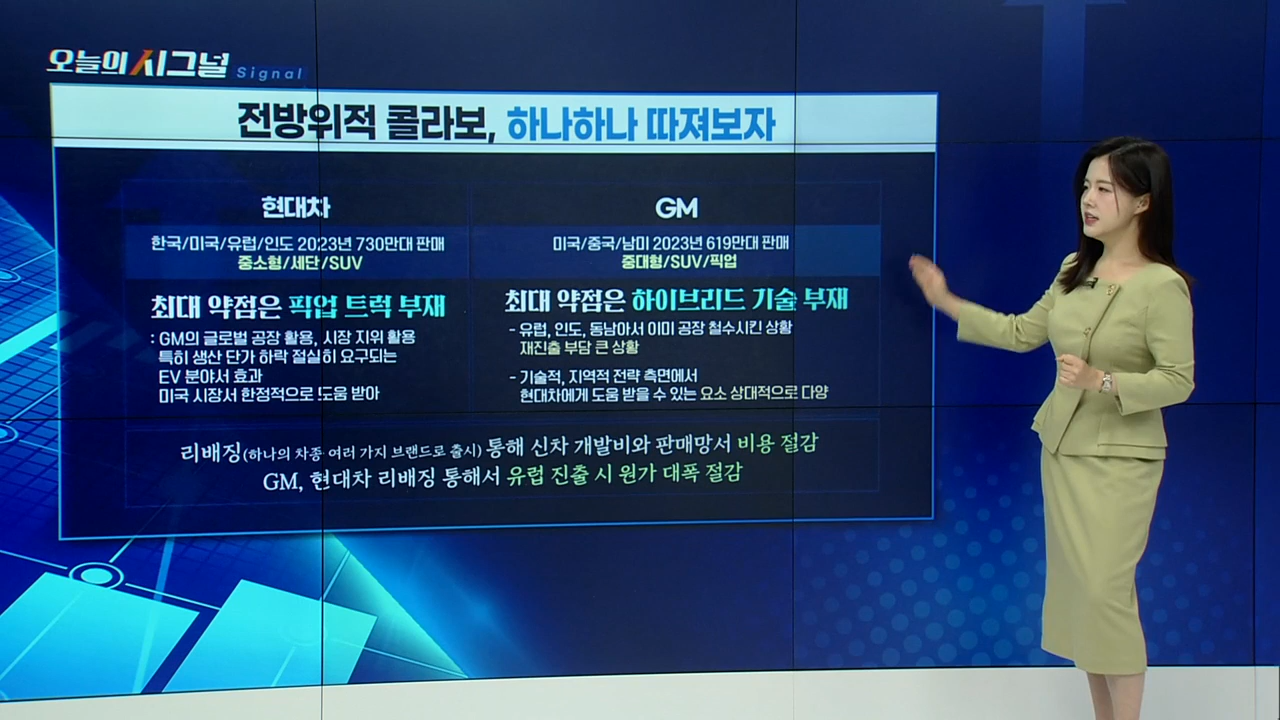 오늘의 시그널 Signal
전방위적 콜라보, 하나하나 따져보자
현대차
한국/미국/유럽/인도 2023년 730만대 판매
중소형/세단/SUV
최대 약점은 픽업 트럭 부재
: GM의 글로벌 공장 활용, 시장 지위 활용
특히 생산 단가 하락 절실히 요구되는
EV 분야서 효과
미국 시장서 한정적으로 도움 받아
GM
미국/중국/남미 2023년 619만대 판매
중대형/SUV/픽업
최대 약점은 하이브리드 기술 부재
- 유럽, 인도, 동남아서 이미 공장 철수시킨 상황
재진출 부담 큰 상황
- 기술적, 지역적 전략 측면에서
현대차에게 도움 받을 수 있는 요소 상대적으로 다양
리배징(하나의 차종 여러 가지 브랜드로 출시) 통해 신차 개발비와 판매망서 비용 절감
GM, 현대차 리배징 통해서 유럽 진출 시 원가 대폭 절감